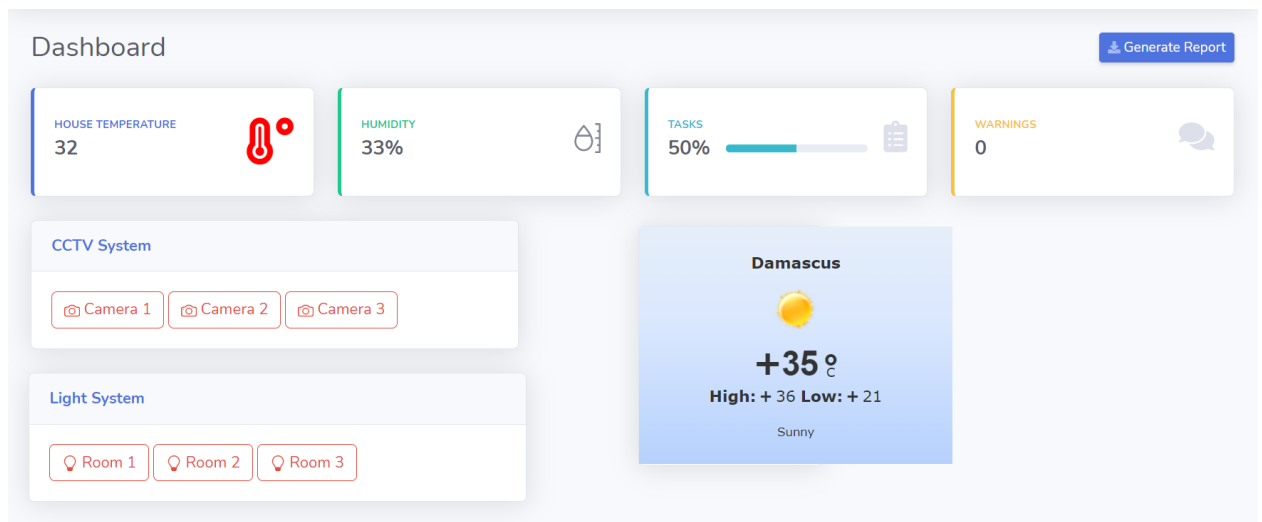 Dashboard
Generate Report
HOUSE TEMPERATURE
32
HUMIDITY
33%
TASKS
50%
WARNINGS
0
CCTV System
Camera 1 Camera 2 Camera 3
Light System
Room 1 Room 2 Room 3
Damascus
+35 °C
High: + 36 Low: + 21
Sunny